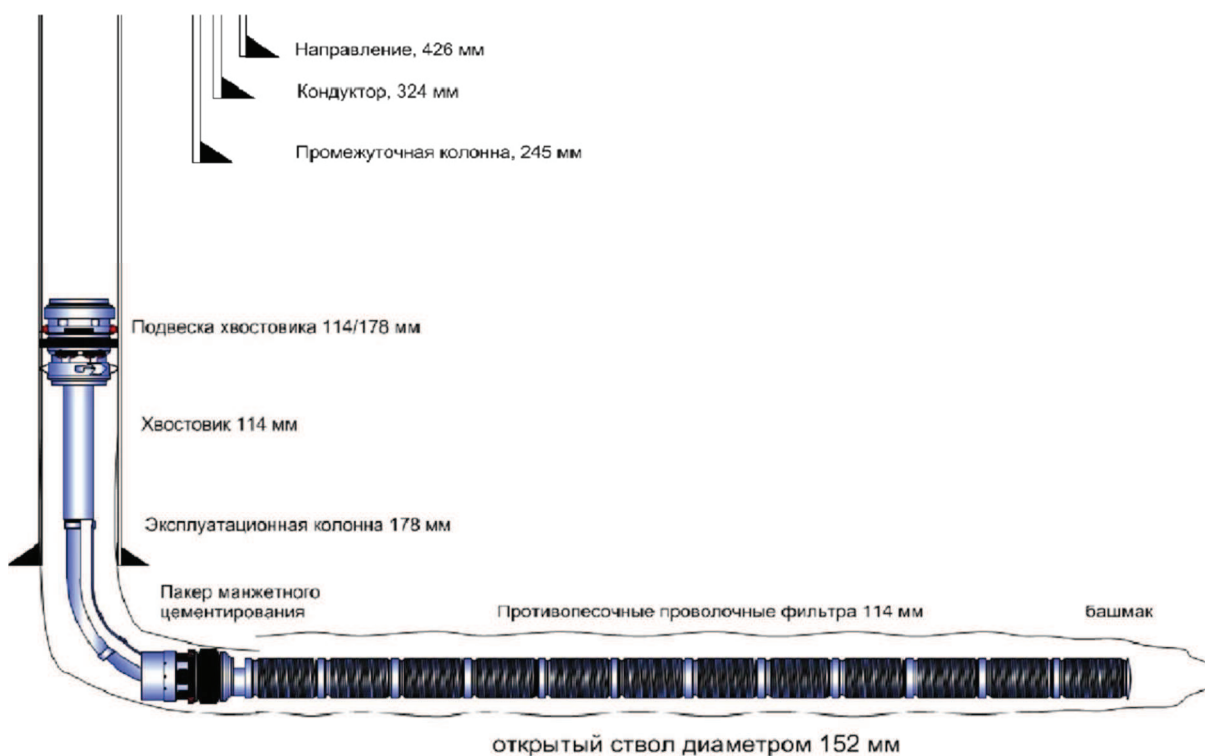 Направление, 426 мм
Кондуктор, 324 мм
Промежуточная колонна, 245 мм
Подвеска хвостовика 114/178 мм
Хвостовик 114 мм
Эксплуатационная колонна 178 мм
Пакер манжетного
цементирования
Противопесочные проволочные фильтра 114 мм
башмак
открытый ствол диаметром 152 мм